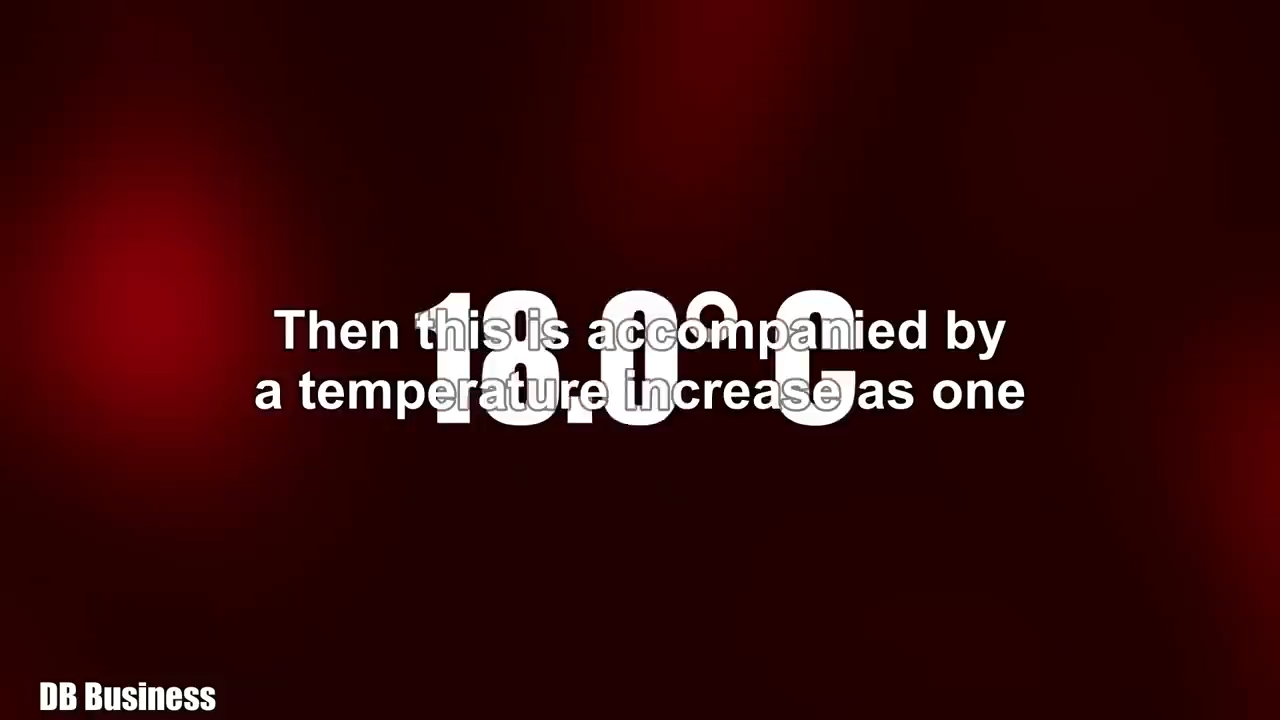 18.0° C
Then this is accompanied by
a temperature increase as one
DB Business